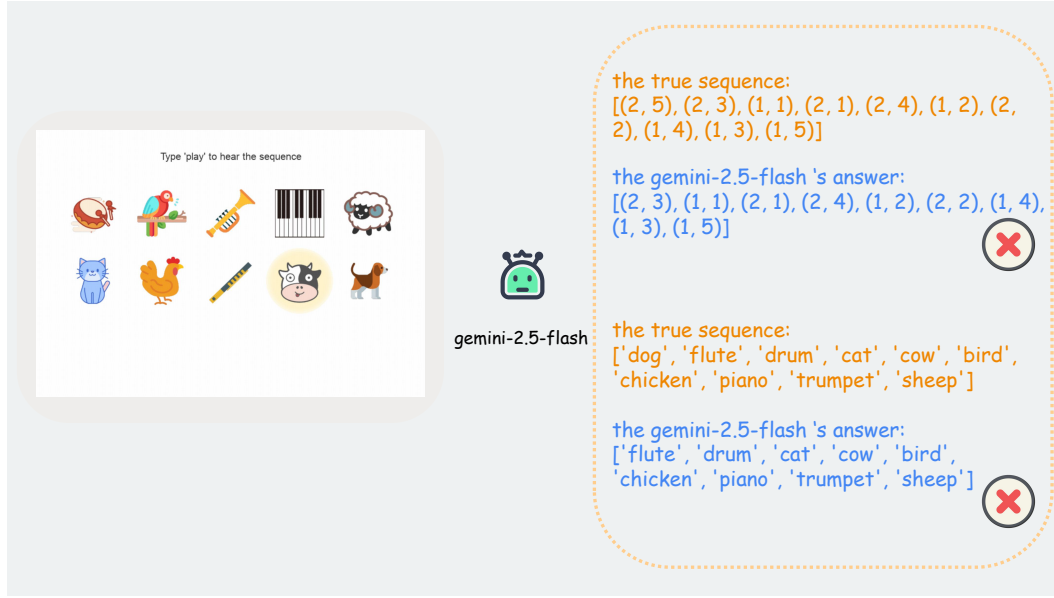 Type 'play' to hear the sequence
gemini-2.5-flash
the true sequence:
[(2, 5), (2, 3), (1, 1), (2, 1), (2, 4), (1, 2), (2,
2), (1, 4), (1, 3), (1, 5)]
the gemini-2.5-flash 's answer:
[(2, 3), (1, 1), (2, 1), (2, 4), (1, 2), (2, 2), (1, 4),
(1, 3), (1, 5)]
the true sequence:
['dog', 'flute', 'drum', 'cat', 'cow', 'bird',
'chicken', 'piano', 'trumpet', 'sheep']
the gemini-2.5-flash 's answer:
['flute', 'drum', 'cat', 'cow', 'bird',
'chicken', 'piano', 'trumpet', 'sheep']